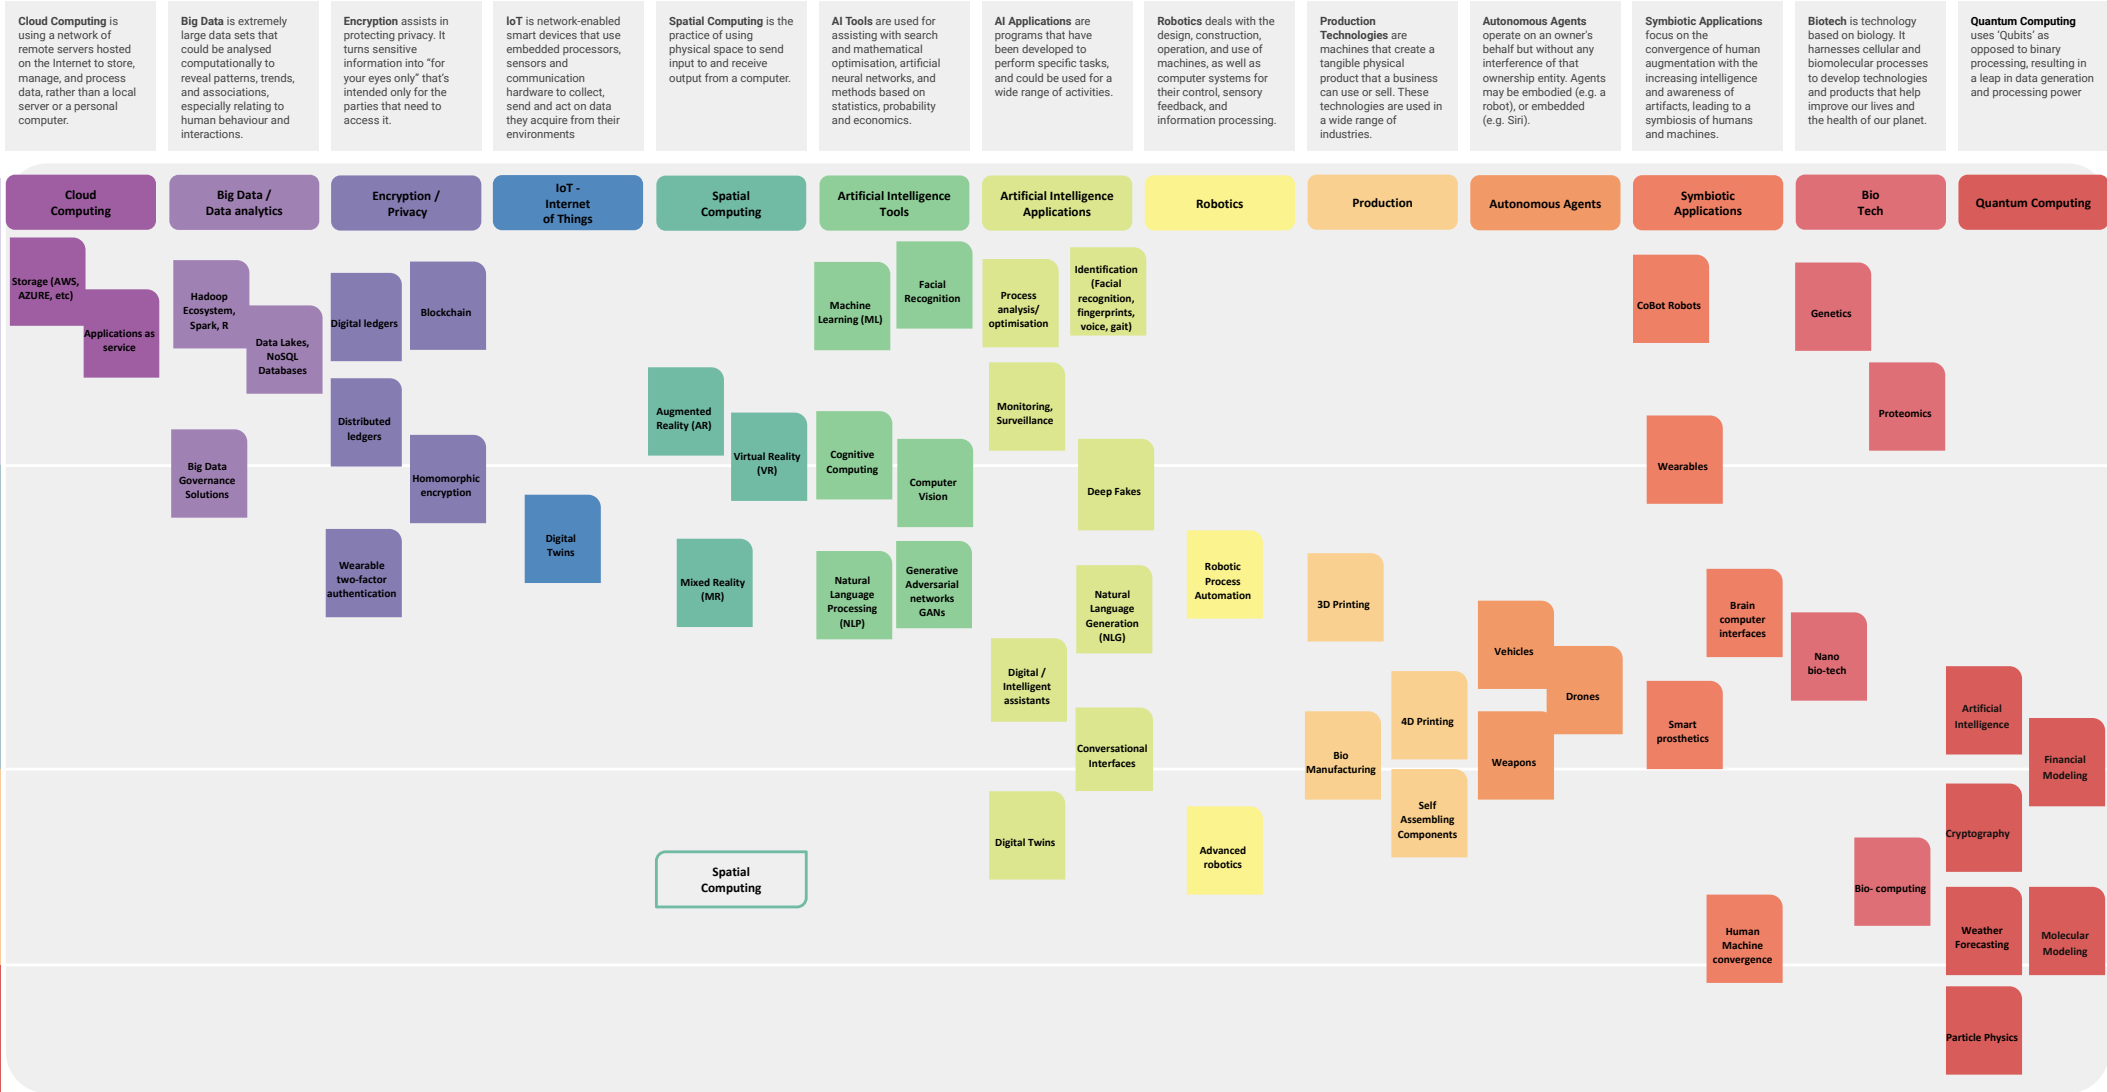 Cloud Computing is
using a network of
remote servers hosted
on the Internet to store,
manage, and process
data, rather than a local
server or a personal
computer.
Big Data is extremely
large data sets that
could be analysed
computationally to
reveal patterns, trends,
and associations,
especially relating to
human behaviour and
interactions.
Encryption assists in
protecting privacy. It
turns sensitive
information into “for
your eyes only” that’s
intended only for the
parties that need to
access it.
IoT is network-enabled
smart devices that use
embedded processors,
sensors and
communication
hardware to collect,
send and act on data
they acquire from their
environments
Spatial Computing is the
practice of using
physical space to send
input to and receive
output from a computer.
AI Tools are used for
assisting with search
and mathematical
optimisation, artificial
neural networks, and
methods based on
statistics, probability
and economics.
AI Applications are
programs that have
been developed to
perform specific tasks,
and could be used for a
wide range of activities.
Robotics deals with the
design, construction,
operation, and use of
machines, as well as
computer systems for
their control, sensory
feedback, and
information processing.
Production
Technologies are
machines that create a
tangible physical
product that a business
can use or sell. These
technologies are used in
a wide range of
industries.
Autonomous Agents
operate on an owner’s
behalf but without any
interference of that
ownership entity. Agents
may be embodied (e.g. a
robot), or embedded
(e.g. Siri).
Symbiotic Applications
focus on the
convergence of human
augmentation with the
increasing intelligence
and awareness of
artifacts, leading to a
symbiosis of humans
and machines.
Biotech is technology
based on biology. It
harnesses cellular and
biomolecular processes
to develop technologies
and products that help
improve our lives and
the health of our planet.
Quantum Computing
uses ‘Qubits’ as
opposed to binary
processing, resulting in
a leap in data generation
and processing power
Cloud
Computing
Big Data /
Data analytics
Encryption /
Privacy
IoT -
Internet
of Things
Spatial
Computing
Artificial Intelligence
Tools
Artificial Intelligence
Applications
Robotics
Production
Autonomous Agents
Symbiotic
Applications
Bio
Tech
Quantum Computing
Storage (AWS,
AZURE, etc)
Applications as
service
Hadoop
Ecosystem,
Spark, R
Data Lakes,
NoSQL
Databases
Big Data
Governance
Solutions
Digital ledgers
Blockchain
Distributed
ledgers
Homomorphic
encryption
Wearable
two-factor
authentication
Digital
Twins
Augmented
Reality (AR)
Virtual Reality
(VR)
Mixed Reality
(MR)
Spatial
Computing
Machine
Learning (ML)
Facial
Recognition
Cognitive
Computing
Computer
Vision
Natural
Language
Processing
(NLP)
Generative
Adversarial
networks
GANs
Process
analysis/
optimisation
Identification
(Facial
recognition,
fingerprints,
voice, gait)
Monitoring,
Surveillance
Deep Fakes
Natural
Language
Generation
(NLG)
Digital /
Intelligent
assistants
Conversational
Interfaces
Digital Twins
Robotic
Process
Automation
Advanced
robotics
3D Printing
4D Printing
Bio
Manufacturing
Self
Assembling
Components
Vehicles
Drones
Weapons
CoBot Robots
Wearables
Brain
computer
interfaces
Smart
prosthetics
Human
Machine
convergence
Genetics
Proteomics
Nano
bio-tech
Bio- computing
Artificial
Intelligence
Financial
Modeling
Cryptography
Weather
Forecasting
Molecular
Modeling
Particle Physics